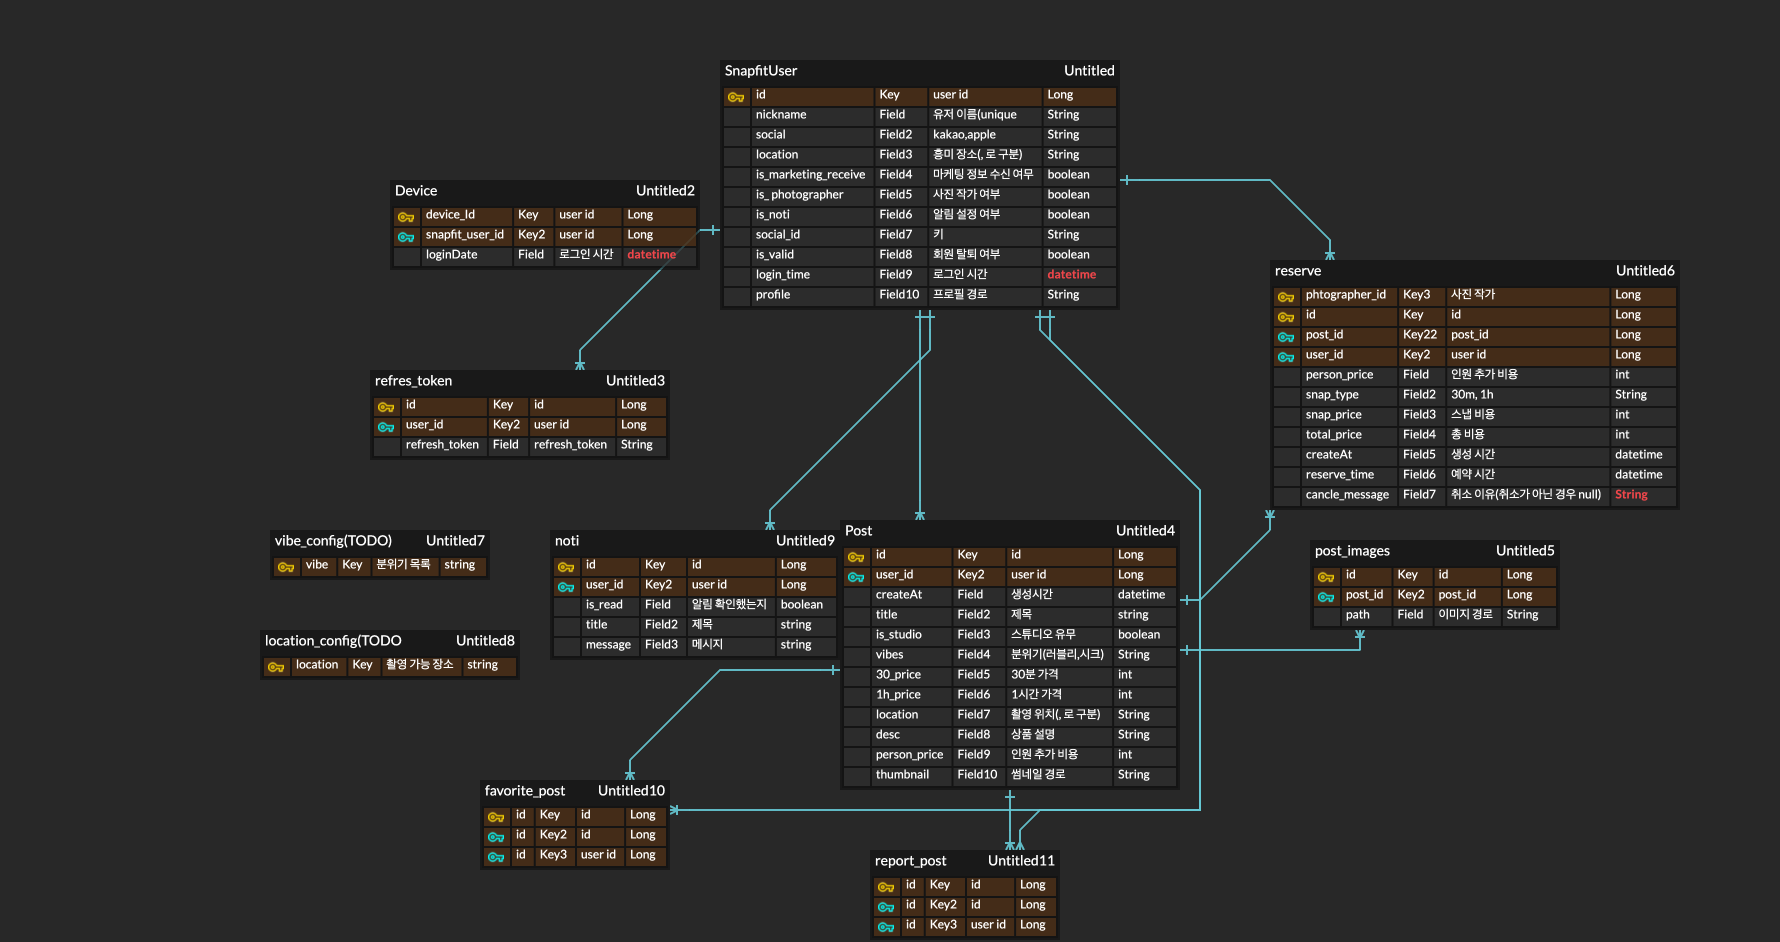 SnapfitUser Untitled
id Key user id Long
nickname Field 유저 이름(unique String
social Field2 kakao,apple String
location Field3 흥미 장소(, 로 구분) String
is_marketing_receive Field4 마케팅 정보 수신 여무 boolean
is_ photographer Field5 사진 작가 여부 boolean
is_noti Field6 알림 설정 여부 boolean
social_id Field7 키 String
is_valid Field8 회원 탈퇴 여부 boolean
login_time Field9 로그인 시간 datetime
profile Field10 프로필 경로 String
Device Untitled2
device_Id Key user id Long
snapfit_user_id Key2 user id Long
loginDate Field 로그인 시간 datetime
reserve Untitled6
phtographer_id Key3 사진 작가 Long
id Key id Long
post_id Key22 post_id Long
user_id Key2 user id Long
person_price Field 인원 추가 비용 int
snap_type Field2 30m, 1h String
snap_price Field3 스냅 비용 int
total_price Field4 총 비용 int
createAt Field5 생성 시간 datetime
reserve_time Field6 예약 시간 datetime
cancle_message Field7 취소 이유(취소가 아닌 경우 null) String
refres_token Untitled3
id Key id Long
user_id Key2 user id Long
refresh_token Field refresh_token String
vibe_config(TODO) Untitled7
vibe Key 분위기 목록 string
noti Untitled9
id Key id Long
user_id Key2 user id Long
is_read Field 알림 확인했는지 boolean
title Field2 제목 string
message Field3 메시지 string
Post Untitled4
id Key id Long
user_id Key2 user id Long
createAt Field 생성시간 datetime
title Field2 제목 string
is_studio Field3 스튜디오 유무 boolean
vibes Field4 분위기(러블리,시크) String
30_price Field5 30분 가격 int
1h_price Field6 1시간 가격 int
location Field7 촬영 위치(, 로 구분) String
desc Field8 상품 설명 String
person_price Field9 인원 추가 비용 int
thumbnail Field10 썸네일 경로 String
post_images Untitled5
id Key id Long
post_id Key2 post_id Long
path Field 이미지 경로 String
location_config(TODO Untitled8
location Key 촬영 가능 장소 string
favorite_post Untitled10
id Key id Long
id Key2 id Long
id Key3 user id Long
report_post Untitled11
id Key id Long
id Key2 id Long
id Key3 user id Long